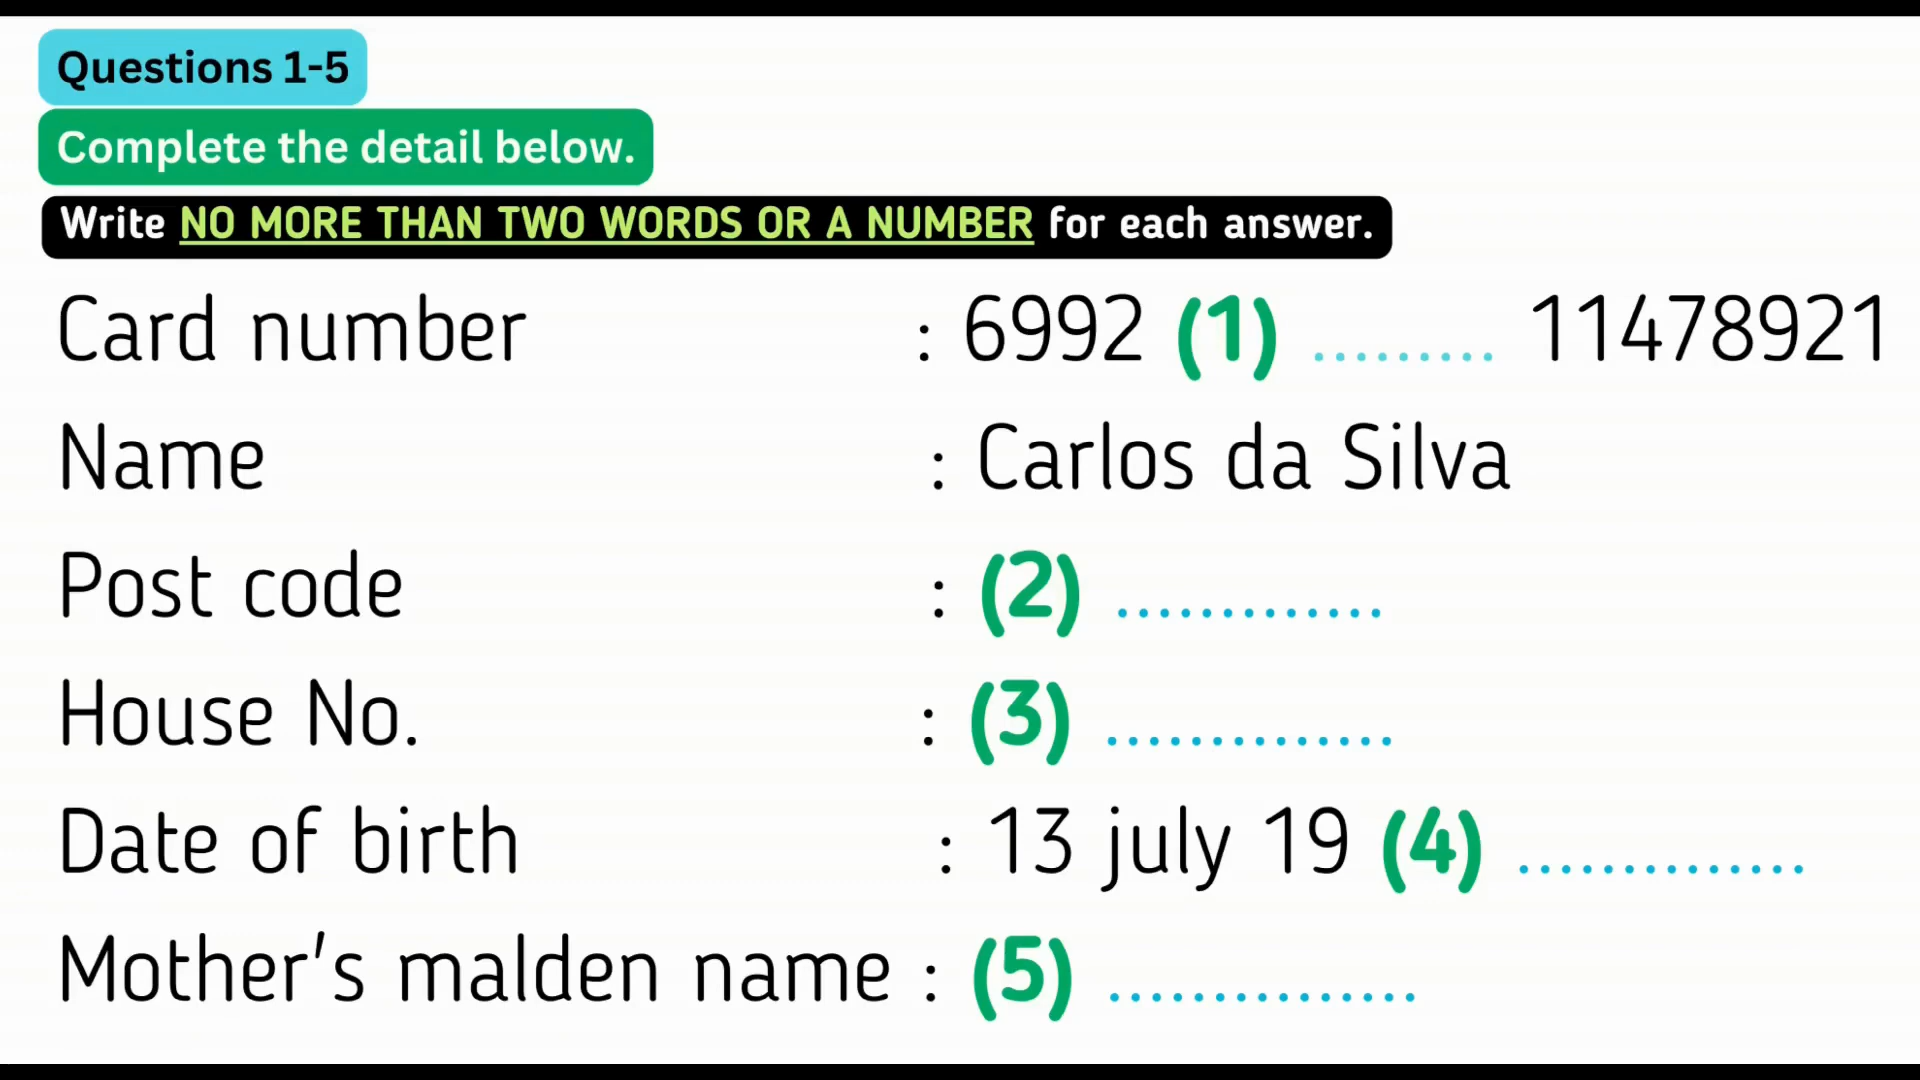 Questions 1-5
Complete the detail below.
Write NO MORE THAN TWO WORDS OR A NUMBER for each answer.
Card number : 6992 (1) ......... 11478921
Name : Carlos da Silva
Post code : (2) .............
House No. : (3) ..............
Date of birth : 13 july 19 (4) ..............
Mother's malden name : (5) ...............